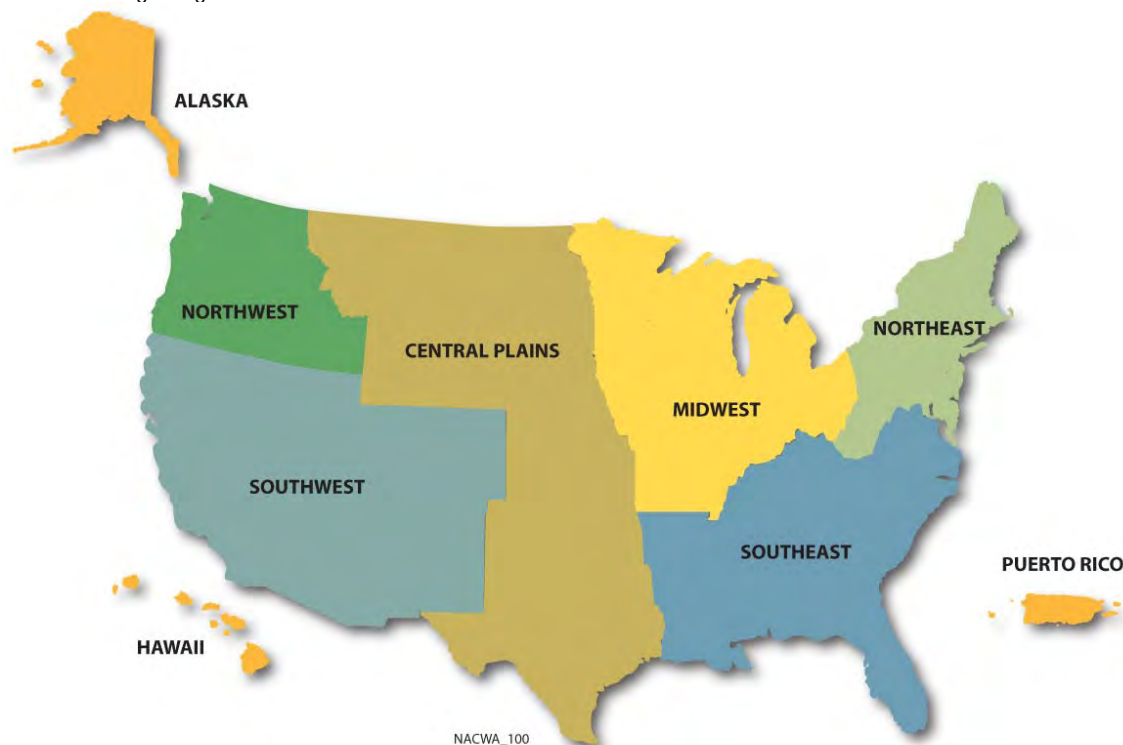 ALASKA
NORTHWEST
CENTRAL PLAINS
NORTHEAST
MIDWEST
SOUTHWEST
SOUTHEAST
PUERTO RICO
HAWAII
NACWA_100